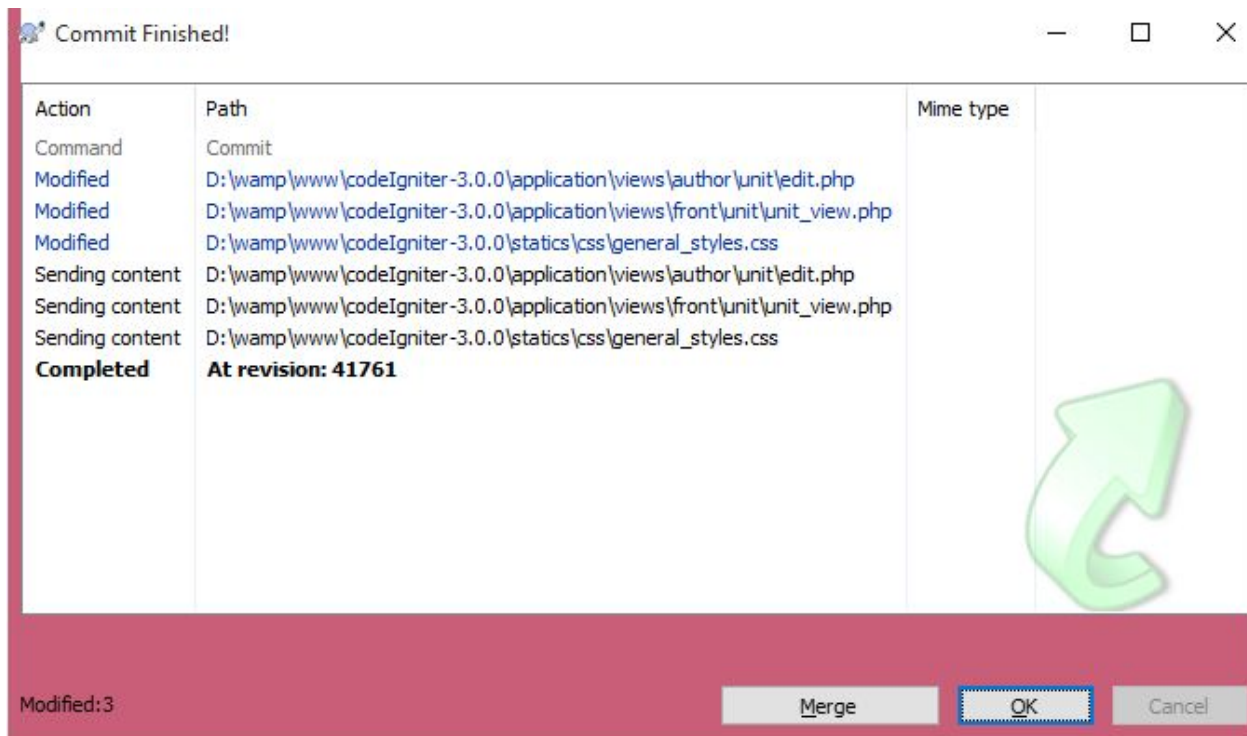 Commit Finished!
Action Path Mime type
Command Commit
Modified D:\wamp\www\codeIgniter-3.0.0\application\views\author\unit\edit.php
Modified D:\wamp\www\codeIgniter-3.0.0\application\views\front\unit\unit_view.php
Modified D:\wamp\www\codeIgniter-3.0.0\statics\css\general_styles.css
Sending content D:\wamp\www\codeIgniter-3.0.0\application\views\author\unit\edit.php
Sending content D:\wamp\www\codeIgniter-3.0.0\application\views\front\unit\unit_view.php
Sending content D:\wamp\www\codeIgniter-3.0.0\statics\css\general_styles.css
Completed At revision: 41761
Modified:3 Merge OK Cancel